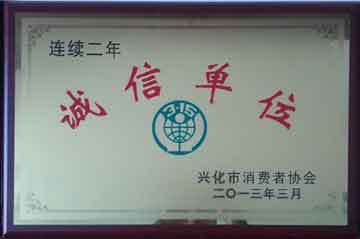 连续二年
诚信单位
兴化市消费者协会
二〇一三年三月